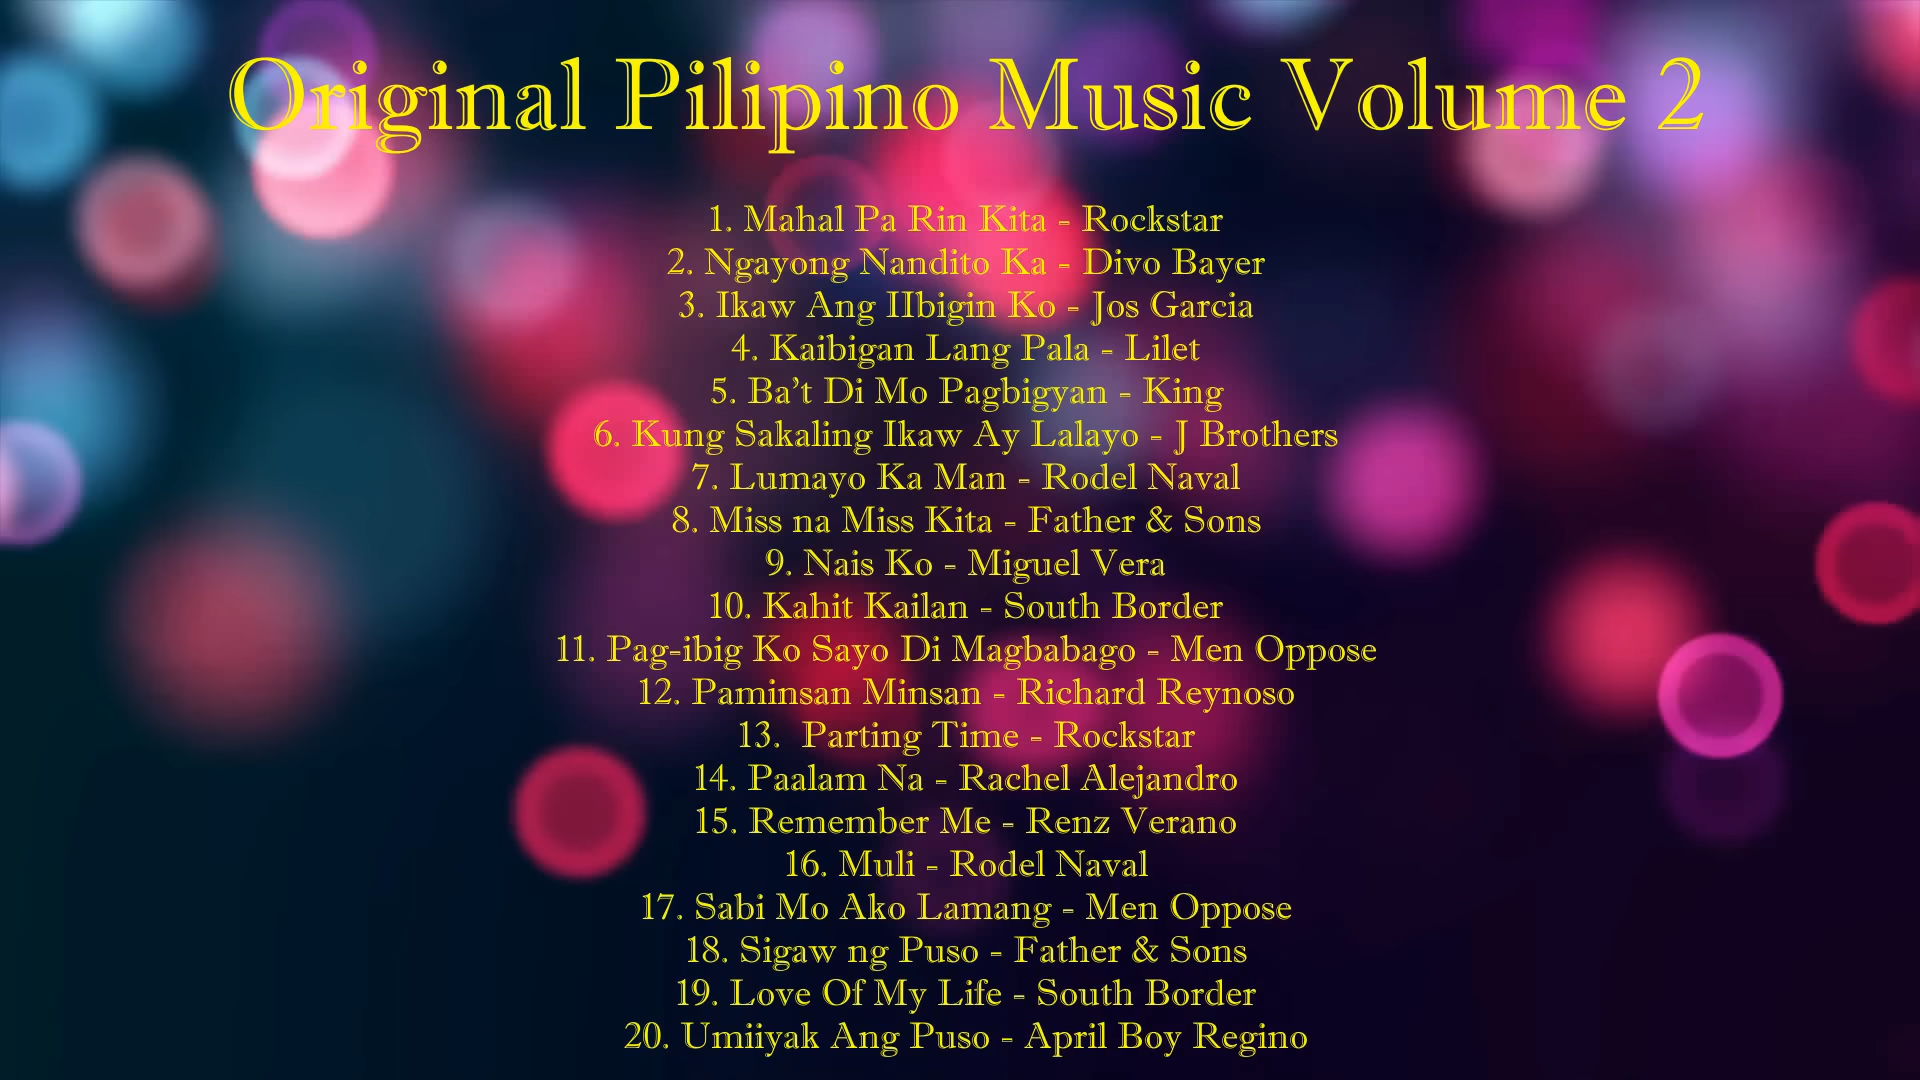 Original Pilipino Music Volume 2
1. Mahal Pa Rin Kita - Rockstar
2. Ngayong Nandito Ka - Divo Bayer
3. Ikaw Ang IIbigin Ko - Jos Garcia
4. Kaibigan Lang Pala - Lilet
5. Ba’t Di Mo Pagbigyan - King
6. Kung Sakaling Ikaw Ay Lalayo - J Brothers
7. Lumayo Ka Man - Rodel Naval
8. Miss na Miss Kita - Father & Sons
9. Nais Ko - Miguel Vera
10. Kahit Kailan - South Border
11. Pag-ibig Ko Sayo Di Magbabago - Men Oppose
12. Paminsan Minsan - Richard Reynoso
13.  Parting Time - Rockstar
14. Paalam Na - Rachel Alejandro
15. Remember Me - Renz Verano
16. Muli - Rodel Naval
17. Sabi Mo Ako Lamang - Men Oppose
18. Sigaw ng Puso - Father & Sons
19. Love Of My Life - South Border
20. Umiiyak Ang Puso - April Boy Regino